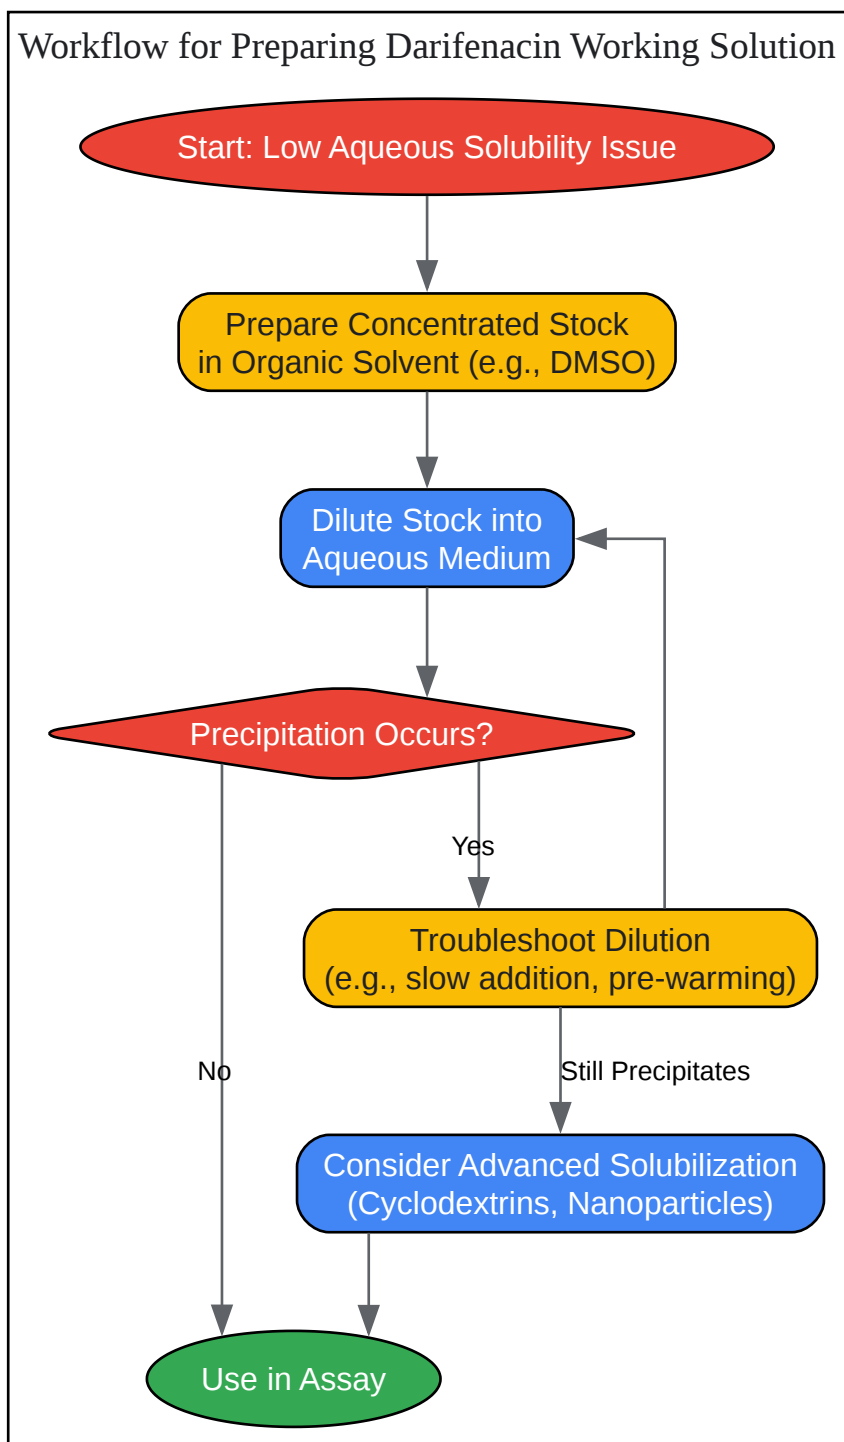 Workflow for Preparing Darifenacin Working Solution
Start: Low Aqueous Solubility Issue
Prepare Concentrated Stock
in Organic Solvent (e.g., DMSO)
Dilute Stock into
Aqueous Medium
Precipitation Occurs?
Yes
Troubleshoot Dilution
(e.g., slow addition, pre-warming)
No
Still Precipitates
Consider Advanced Solubilization
(Cyclodextrins, Nanoparticles)
Use in Assay